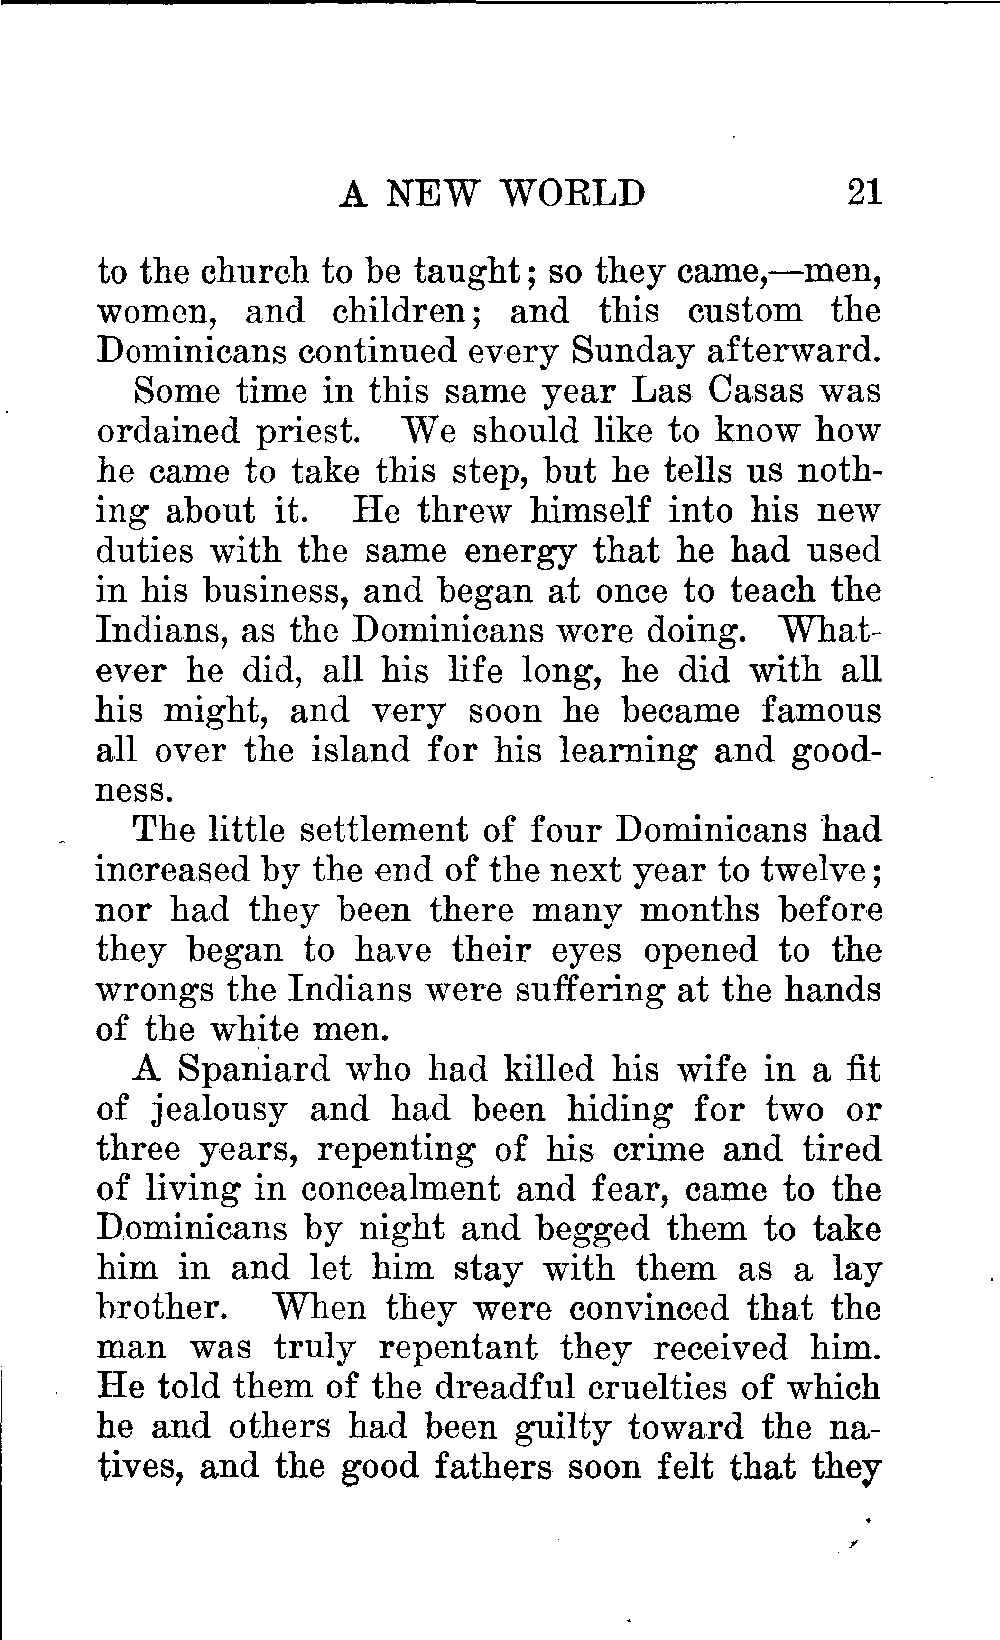 A NEW WORLD 21
to the church to be taught; so they came,—men,
women, and children; and this custom the
Dominicans continued every Sunday afterward.
Some time in this same year Las Casas was
ordained priest. We should like to know how
he came to take this step, but he tells us noth-
ing about it. He threw himself into his new
duties with the same energy that he had used
in his business, and began at once to teach the
Indians, as the Dominicans were doing. What-
ever he did, all his life long, he did with all
his might, and very soon he became famous
all over the island for his learning and good-
ness.
The little settlement of four Dominicans had
increased by the end of the next year to twelve;
nor had they been there many months before
they began to have their eyes opened to the
wrongs the Indians were suffering at the hands
of the white men.
A Spaniard who had killed his wife in a fit
of jealousy and had been hiding for two or
three years, repenting of his crime and tired
of living in concealment and fear, came to the
Dominicans by night and begged them to take
him in and let him stay with them as a lay
brother. When they were convinced that the
man was truly repentant they received him.
He told them of the dreadful cruelties of which
he and others had been guilty toward the na-
tives, and the good fathers soon felt that they